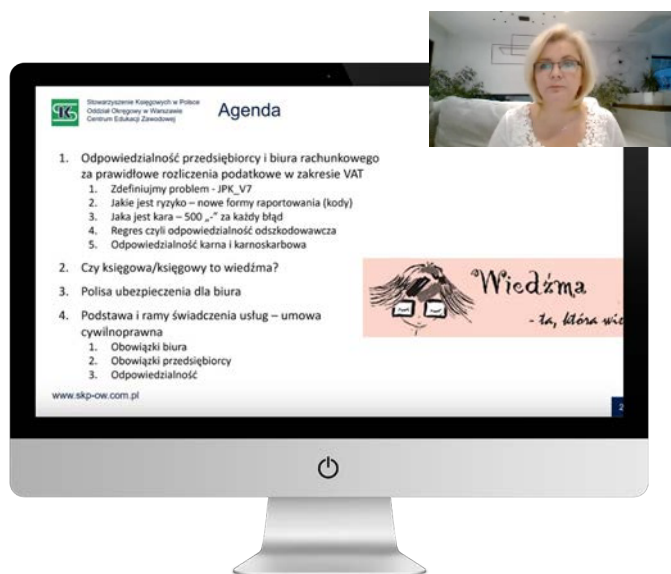 Stowarzyszenie Księgowych w Polsce
Oddział Okręgowy w Warszawie
Centrum Edukacji Zawodowej
Agenda
1. Odpowiedzialność przedsiębiorcy i biura rachunkowego
za prawidłowe rozliczenia podatkowe w zakresie VAT
1. Zdefiniujmy problem - JPK_V7
2. Jakie jest ryzyko – nowe formy raportowania (kody)
3. Jaka jest kara – 500 „-" za każdy błąd
4. Regres czyli odpowiedzialność odszkodowawcza
5. Odpowiedzialność karna i karnoskarbowa
2. Czy księgowa/księgowy to wiedźma?
3. Polisa ubezpieczenia dla biura
4. Podstawa i ramy świadczenia usług – umowa
cywilnoprawna
1. Obowiązki biura
2. Obowiązki przedsiębiorcy
3. Odpowiedzialność
Wiedźma
- ta, która wie
www.skp-ow.com.pl
2